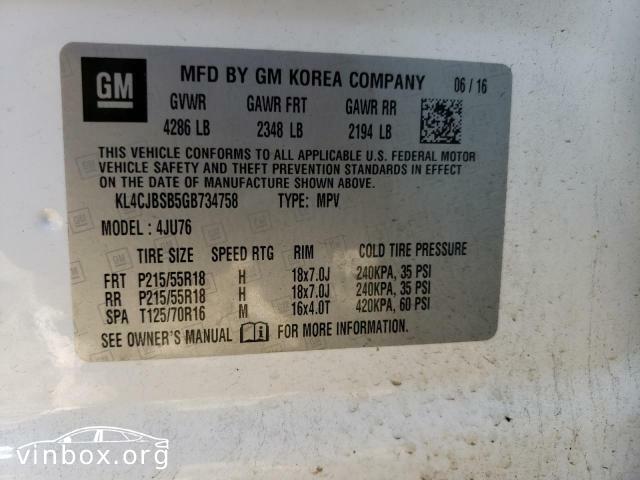 GM
MFD BY GM KOREA COMPANY 06 / 16
GVWR GAWR FRT GAWR RR
4286 LB 2348 LB 2194 LB
THIS VEHICLE CONFORMS TO ALL APPLICABLE U.S. FEDERAL MOTOR
VEHICLE SAFETY AND THEFT PREVENTION STANDARDS IN
EFFECT ON THE DATE OF MANUFACTURE SHOWN ABOVE.
KL4CJBSB5GB734758 TYPE: MPV
MODEL: 4JU76
TIRE SIZE SPEED RTG RIM COLD TIRE PRESSURE
FRT P215/55R18 H 18x7.0J 240KPA, 35 PSI
RR P215/55R18 H 18x7.0J 240KPA, 35 PSI
SPA T125/70R16 M 16x4.0T 420KPA, 60 PSI
SEE OWNER'S MANUAL FOR MORE INFORMATION.
vinbox.org